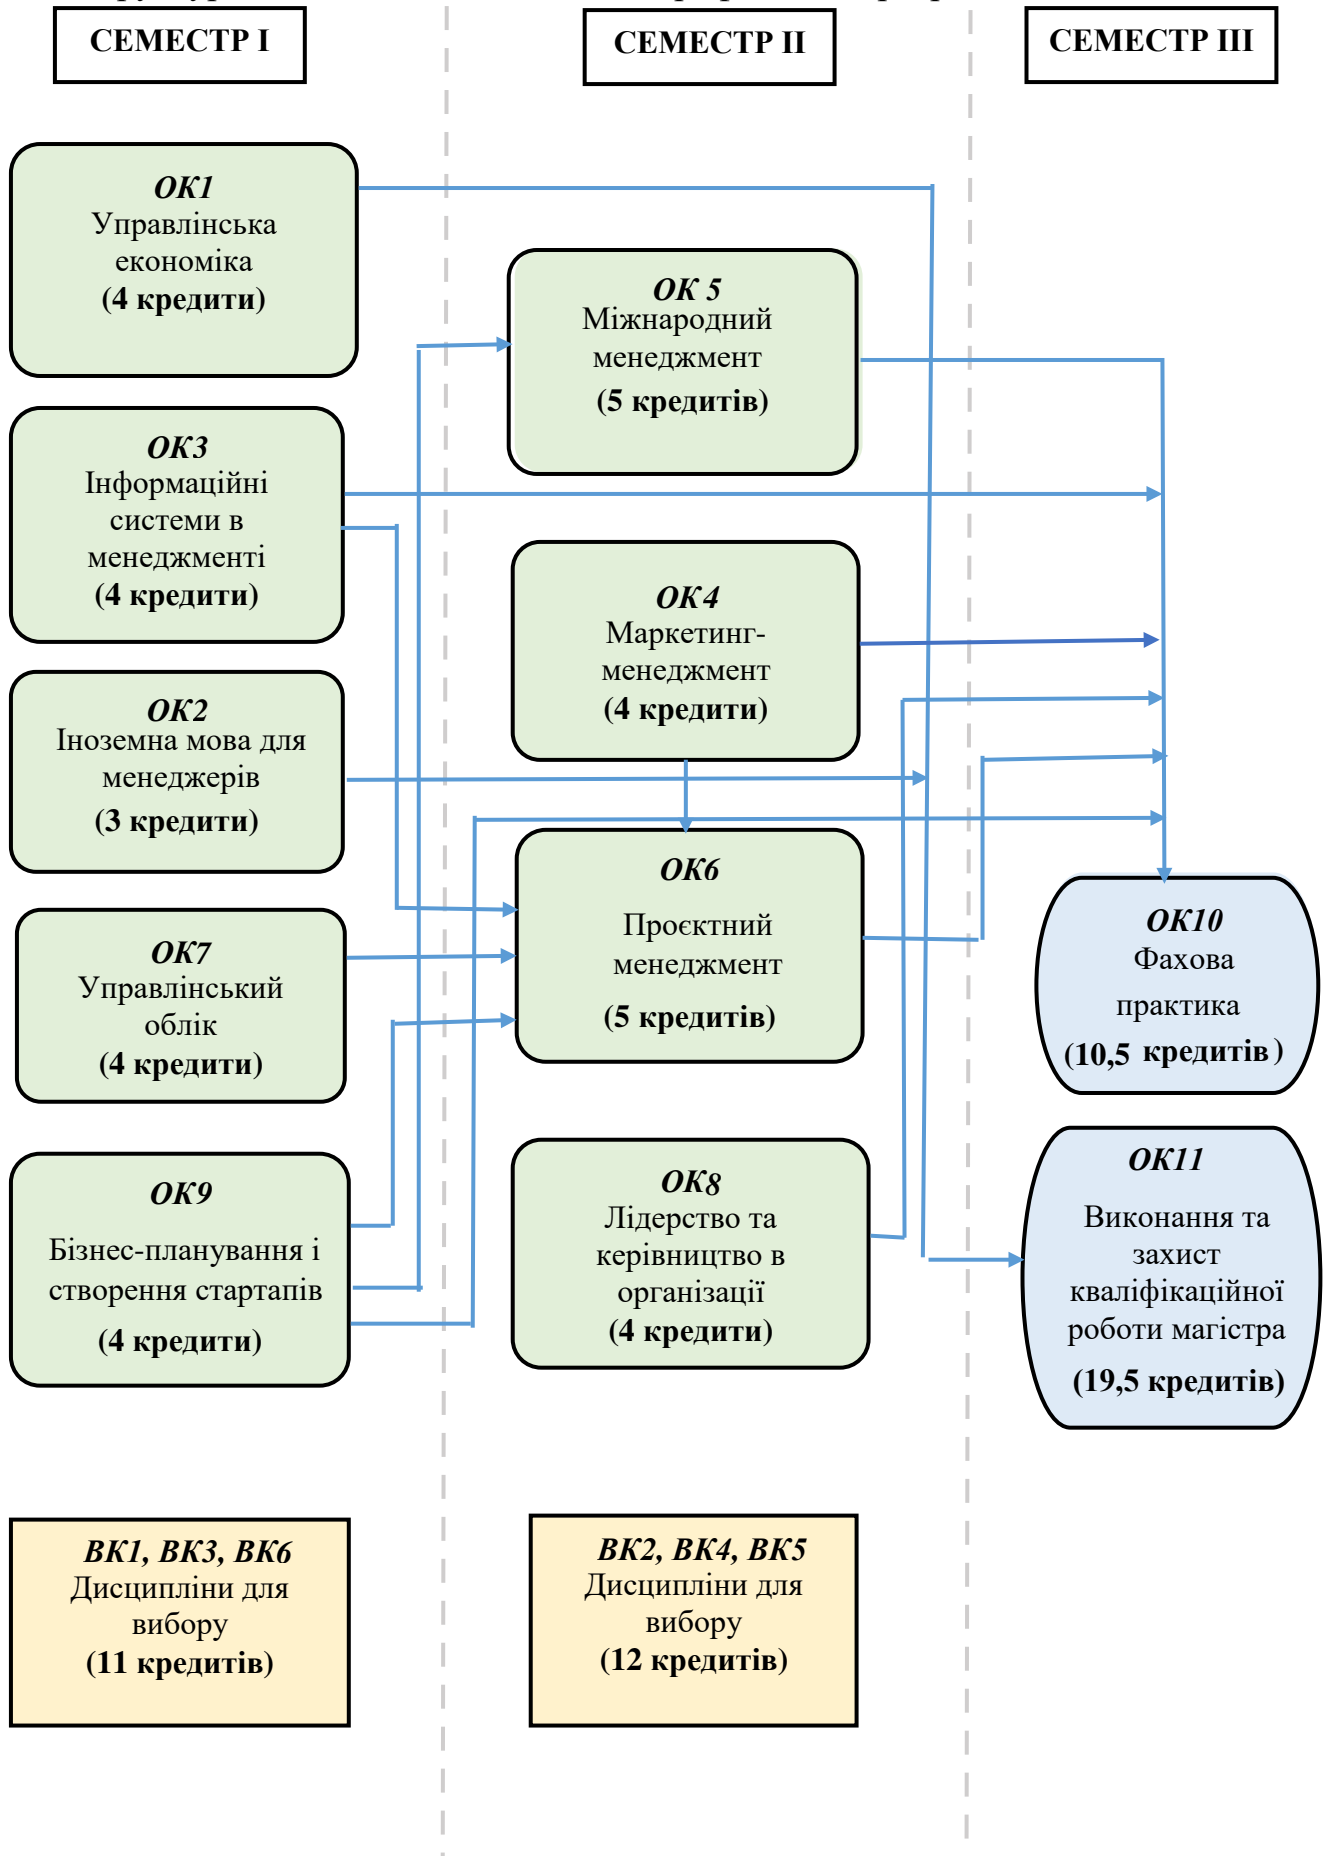 СЕМЕСТР І
СЕМЕСТР ІІ
СЕМЕСТР ІІІ
ОК1
Управлінська
економіка
(4 кредити)
ОК3
Інформаційні
системи в
менеджменті
(4 кредити)
ОК2
Іноземна мова для
менеджерів
(3 кредити)
ОК7
Управлінський
облік
(4 кредити)
ОК9
Бізнес-планування і
створення стартапів
(4 кредити)
ВК1, ВК3, ВК6
Дисципліни для
вибору
(11 кредитів)
ОК 5
Міжнародний
менеджмент
(5 кредитів)
ОК4
Маркетинг-
менеджмент
(4 кредити)
ОК6
Проєктний
менеджмент
(5 кредитів)
ОК8
Лідерство та
керівництво в
організації
(4 кредити)
ВК2, ВК4, ВК5
Дисципліни для
вибору
(12 кредитів)
ОК10
Фахова
практика
(10,5 кредитів)
ОК11
Виконання та
захист
кваліфікаційної
роботи магістра
(19,5 кредитів)